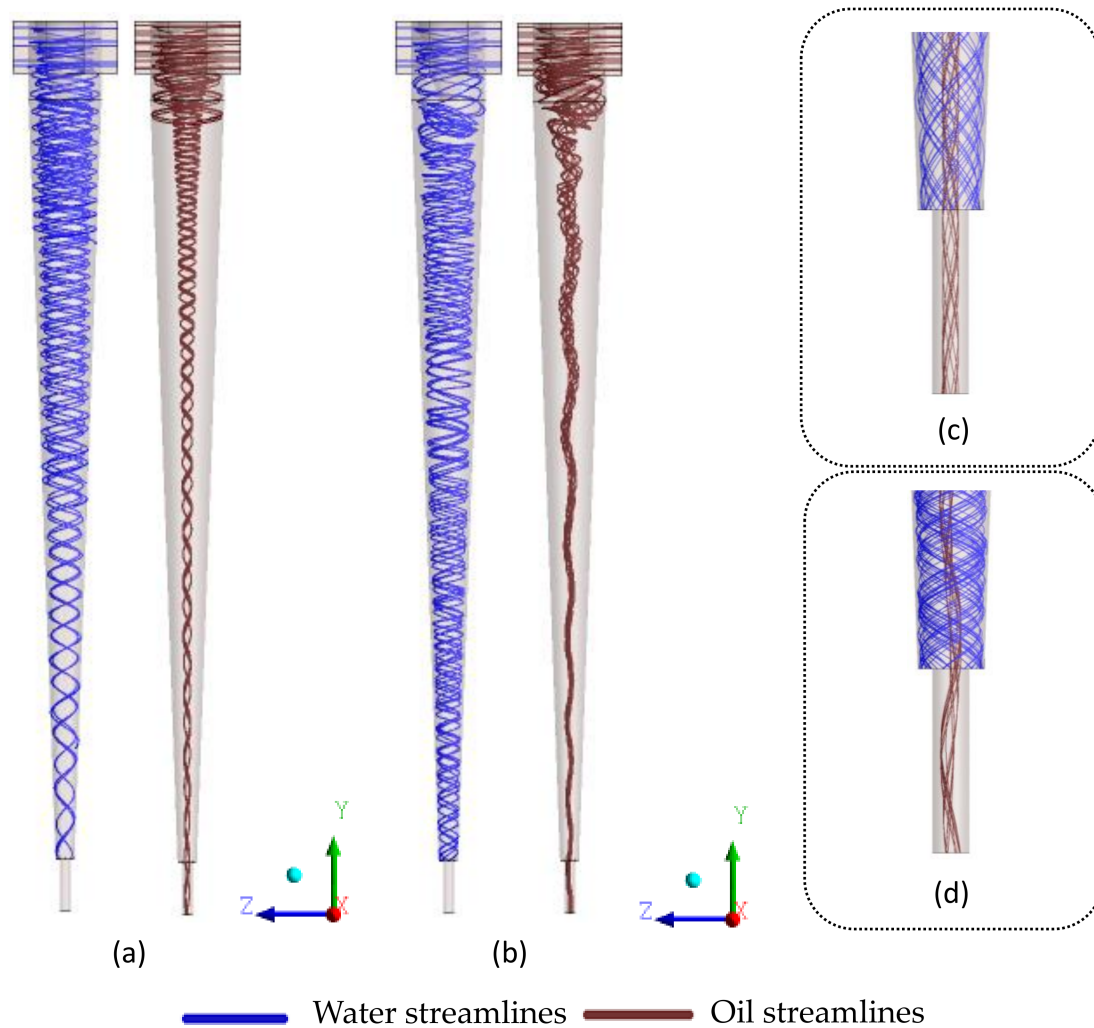 (c)
Y
Z
X
Y
Z
X
(d)
(a)
(b)
Water streamlines
Oil streamlines